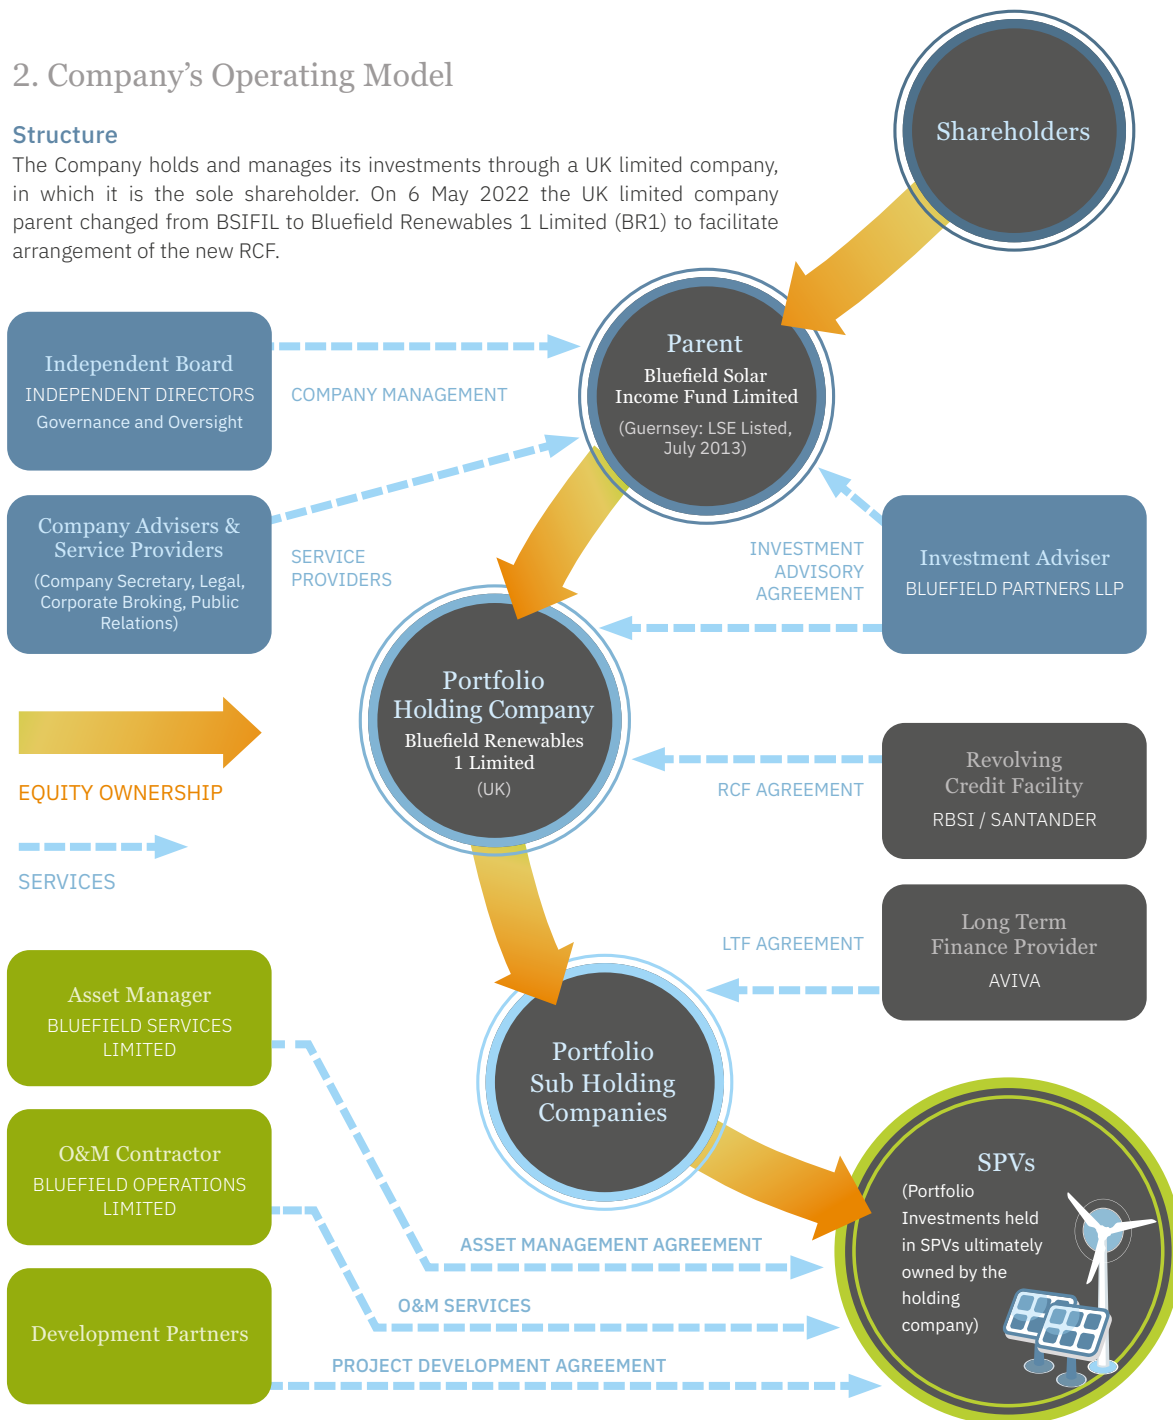 2. Company’s Operating Model
Structure
The Company holds and manages its investments through a UK limited company,
in which it is the sole shareholder. On 6 May 2022 the UK limited company
parent changed from BSIFIL to Bluefield Renewables 1 Limited (BR1) to facilitate
arrangement of the new RCF.
Shareholders
Parent
Bluefield Solar
Income Fund Limited
(Guernsey: LSE Listed,
July 2013)
Independent Board
INDEPENDENT DIRECTORS
Governance and Oversight
COMPANY MANAGEMENT
Company Advisers &
Service Providers
(Company Secretary, Legal,
Corporate Broking, Public
Relations)
SERVICE
PROVIDERS
INVESTMENT
ADVISORY
AGREEMENT
Investment Adviser
BLUEFIELD PARTNERS LLP
Portfolio
Holding Company
Bluefield Renewables
1 Limited
(UK)
EQUITY OWNERSHIP
SERVICES
RCF AGREEMENT
Revolving
Credit Facility
RBSI / SANTANDER
LTF AGREEMENT
Long Term
Finance Provider
AVIVA
Asset Manager
BLUEFIELD SERVICES
LIMITED
Portfolio
Sub Holding
Companies
O&M Contractor
BLUEFIELD OPERATIONS
LIMITED
SPVs
(Portfolio
Investments held
in SPVs ultimately
owned by the
holding
company)
ASSET MANAGEMENT AGREEMENT
O&M SERVICES
Development Partners
PROJECT DEVELOPMENT AGREEMENT